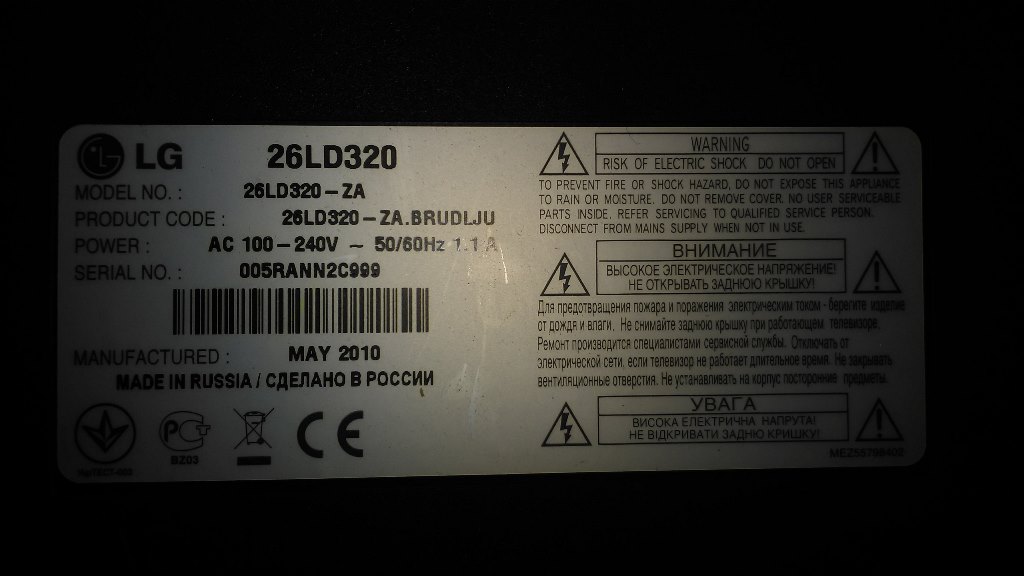 LG 26LD320
MODEL NO. : 26LD320-ZA
PRODUCT CODE : 26LD320-ZA.BRUDLJU
POWER : AC 100-240V ~ 50/60Hz 1.1 A
SERIAL NO. : 005RANN2C999
MANUFACTURED : MAY 2010
MADE IN RUSSIA / СДЕЛАНО В РОССИИ
УкрТЕСТ-003
BZ03
CE
WARNING
RISK OF ELECTRIC SHOCK DO NOT OPEN
TO PREVENT FIRE OR SHOCK HAZARD, DO NOT EXPOSE THIS APPLIANCE
TO RAIN OR MOISTURE. DO NOT REMOVE COVER. NO USER SERVICEABLE
PARTS INSIDE. REFER SERVICING TO QUALIFIED SERVICE PERSON.
DISCONNECT FROM MAINS SUPPLY WHEN NOT IN USE.
ВНИМАНИЕ
ВЫСОКОЕ ЭЛЕКТРИЧЕСКОЕ НАПРЯЖЕНИЕ!
НЕ ОТКРЫВАТЬ ЗАДНЮЮ КРЫШКУ!
Для предотвращения пожара и поражения электрическим током - берегите изделие
от дождя и влаги. Не снимайте заднюю крышку при работающем телевизоре.
Ремонт производится специалистами сервисной службы. Отключать от
электрической сети, если телевизор не работает длительное время. Не закрывать
вентиляционные отверстия. Не устанавливать на корпус посторонние предметы.
УВАГА
ВИСОКА ЕЛЕКТРИЧНА НАПРУГА!
НЕ ВІДКРИВАТИ ЗАДНЮ КРИШКУ!
MEZ55798402